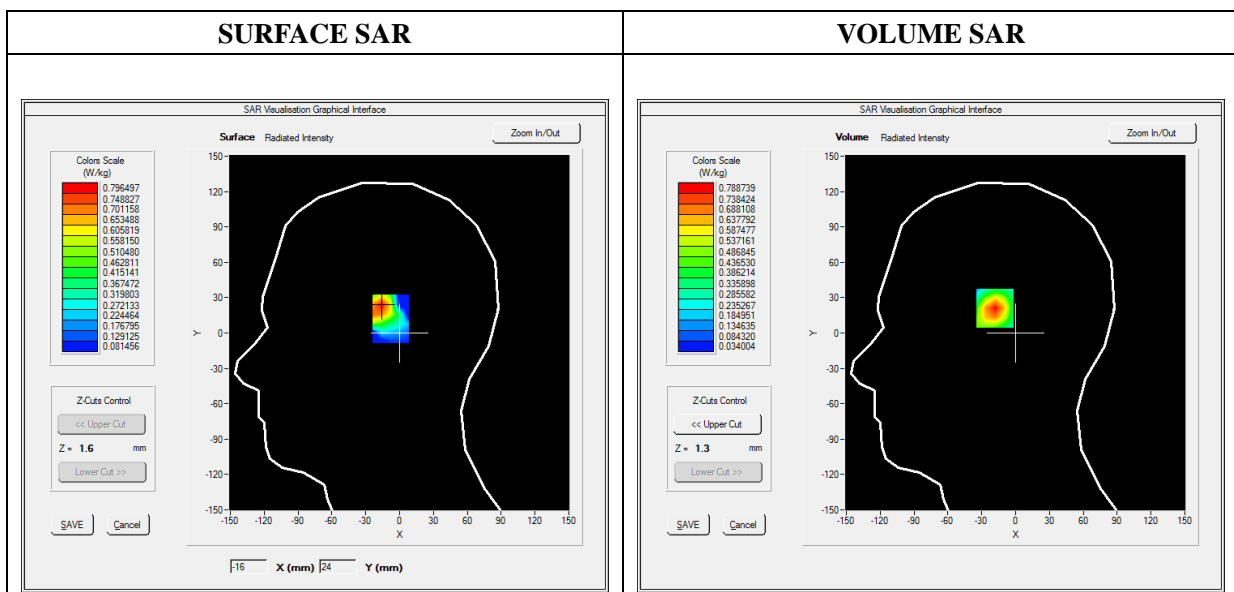 SURFACE SAR
VOLUME SAR
SAR Visualisation Graphical Interface
Surface Radiated Intensity
Zoom In/Out
Colors Scale
(W/kg)
0.796497
0.748827
0.701158
0.653488
0.605819
0.558150
0.510480
0.462811
0.415141
0.367472
0.319803
0.272133
0.224464
0.176795
0.129125
0.081456
Z-Cuts Control
<< Upper Cut
Z = 1.6 mm
Lower Cut >>
SAVE Cancel
150
120
90
60
30
0
-30
-60
-90
-120
-150
Y
-150 -120 -90 -60 -30 0 30 60 90 120 150
X
-16 X (mm) 24 Y (mm)
SAR Visualisation Graphical Interface
Volume Radiated Intensity
Zoom In/Out
Colors Scale
(W/kg)
0.788739
0.738424
0.688108
0.637792
0.587477
0.537161
0.486845
0.436530
0.386214
0.335898
0.285582
0.235267
0.184951
0.134635
0.084320
0.034004
Z-Cuts Control
<< Upper Cut
Z = 1.3 mm
Lower Cut >>
SAVE Cancel
150
120
90
60
30
0
-30
-60
-90
-120
-150
Y
-150 -120 -90 -60 -30 0 30 60 90 120 150
X